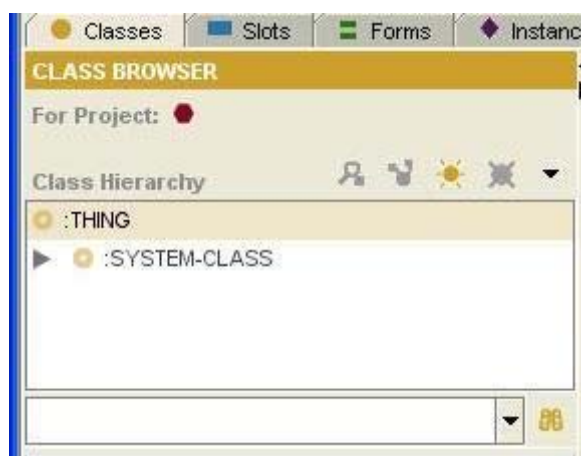 Classes Slots Forms Instanc
CLASS BROWSER
For Project:
Class Hierarchy
:THING
:SYSTEM-CLASS